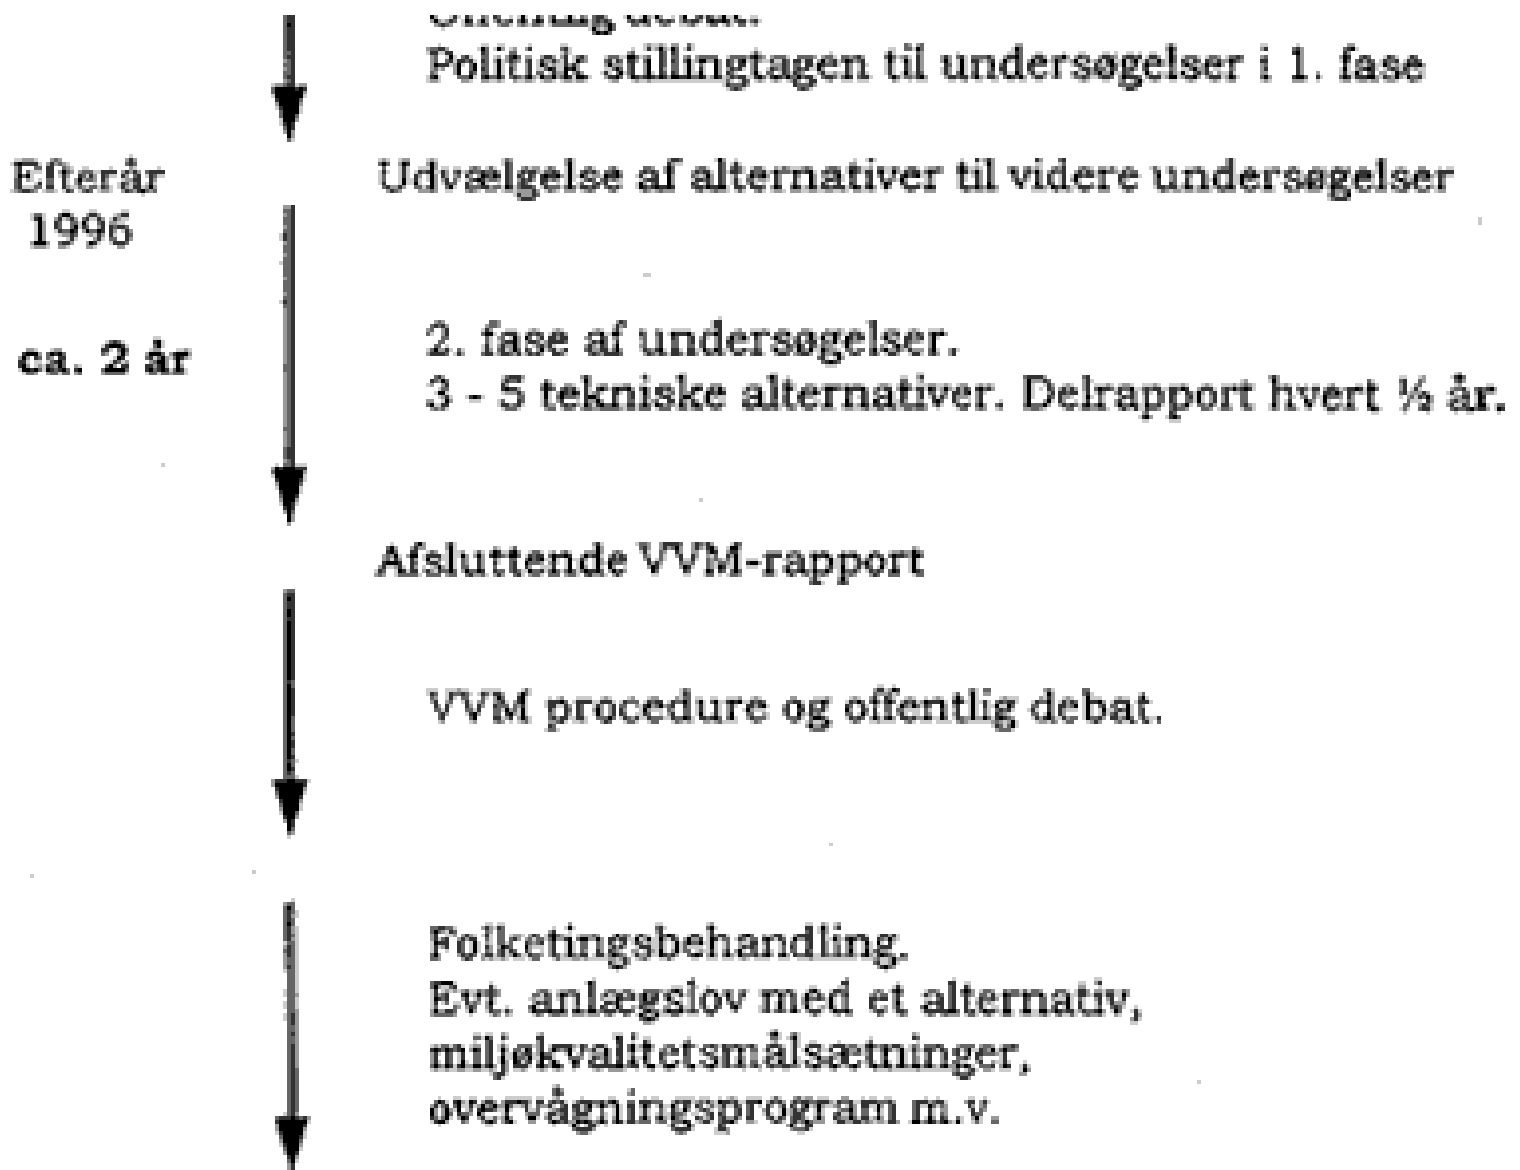 Offentlig debat.
Politisk stillingtagen til undersøgelser i 1. fase
Efterår
1996
Udvælgelse af alternativer til videre undersøgelser
ca. 2 år
2. fase af undersøgelser.
3 - 5 tekniske alternativer. Delrapport hvert ½ år.
Afsluttende VVM-rapport
VVM procedure og offentlig debat.
Folketingsbehandling.
Evt. anlægslov med et alternativ,
miljøkvalitetsmålsætninger,
overvågningsprogram m.v.